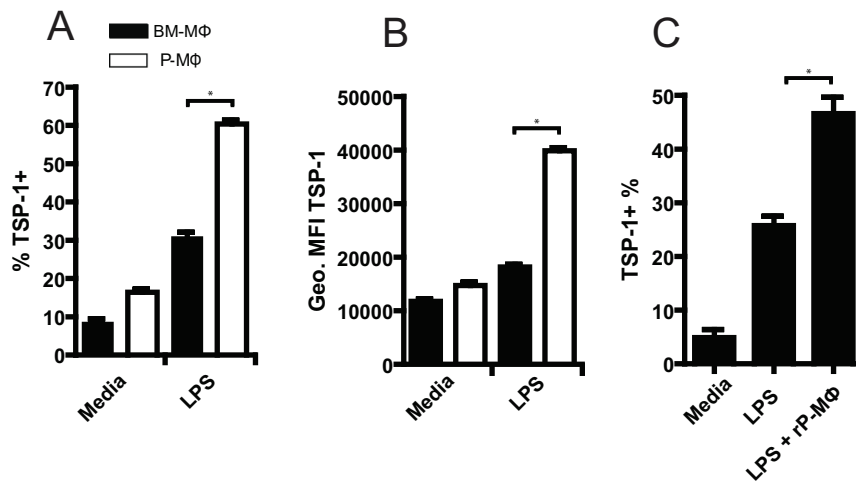 A
BM-MΦ
P-MΦ
% TSP-1+
70
60
50
40
30
20
10
0
*
Media
LPS
B
Geo. MFI TSP-1
50000
40000
30000
20000
10000
0
*
Media
LPS
C
TSP-1+ %
50
40
30
20
10
0
*
Media
LPS
LPS + rP-MΦ